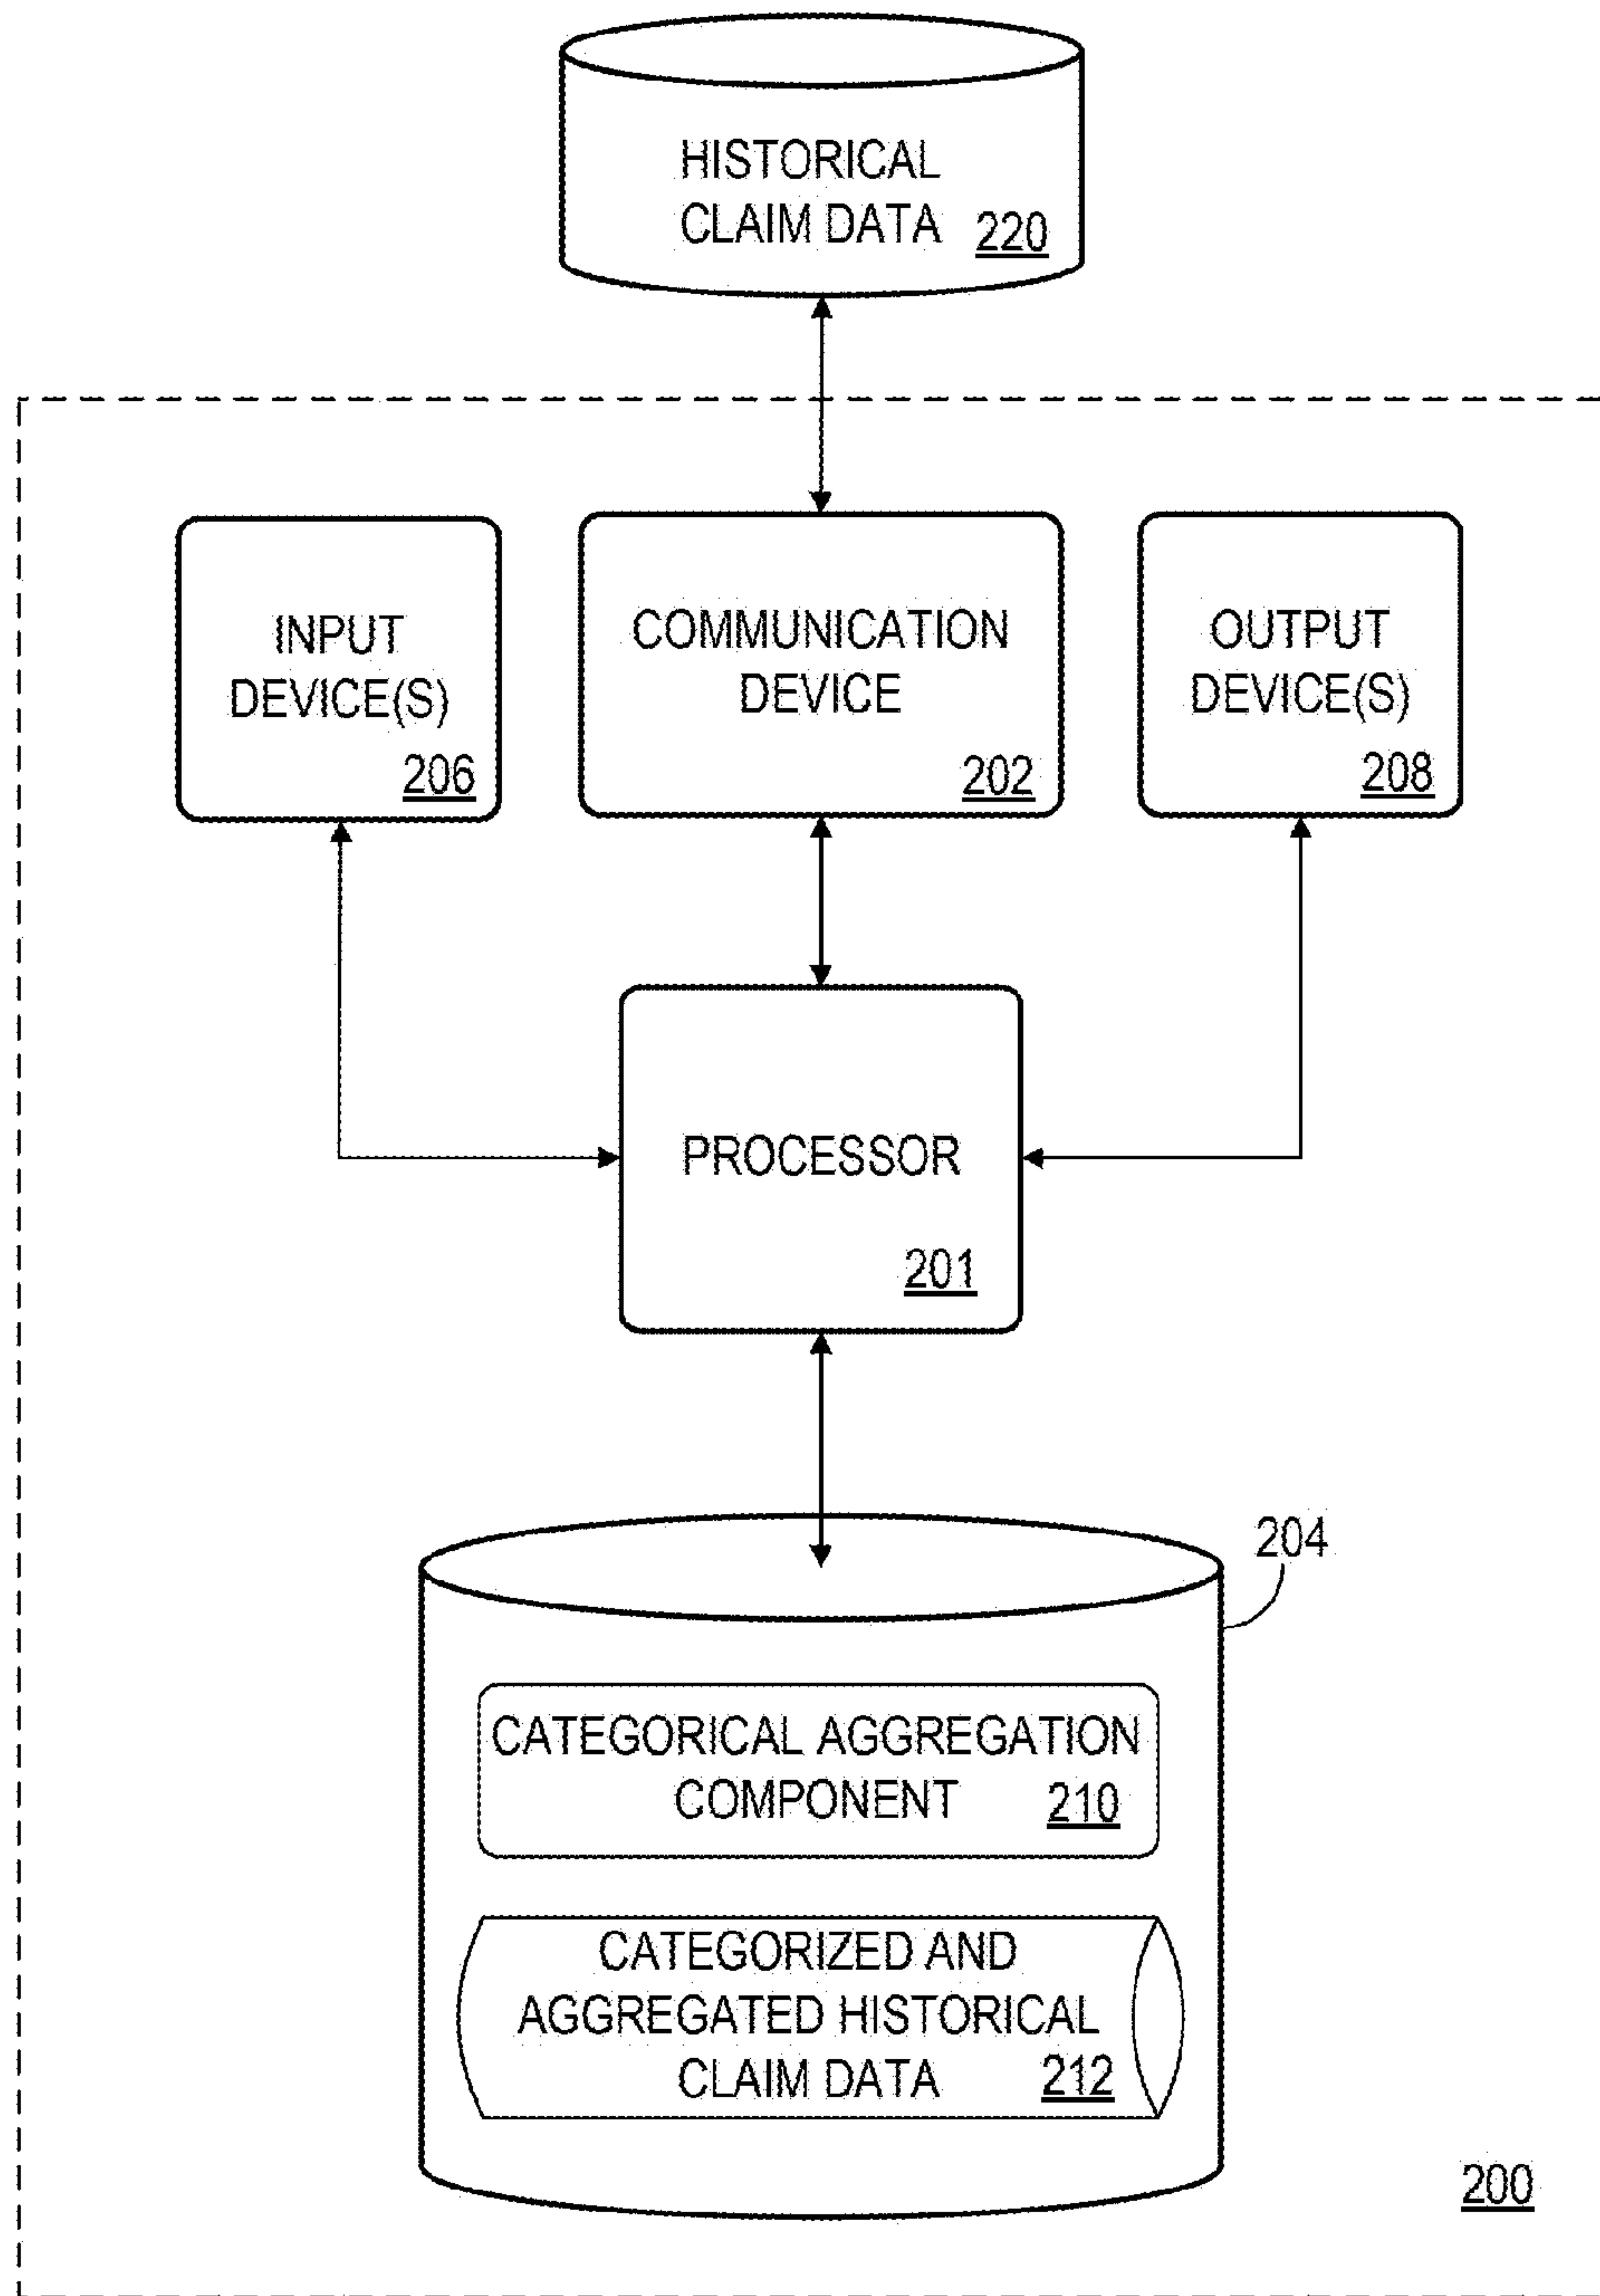 HISTORICAL
CLAIM DATA 220
INPUT
DEVICE(S)
206
COMMUNICATION
DEVICE
202
OUTPUT
DEVICE(S)
208
PROCESSOR
201
204
CATEGORICAL AGGREGATION
COMPONENT 210
CATEGORIZED AND
AGGREGATED HISTORICAL
CLAIM DATA 212
200